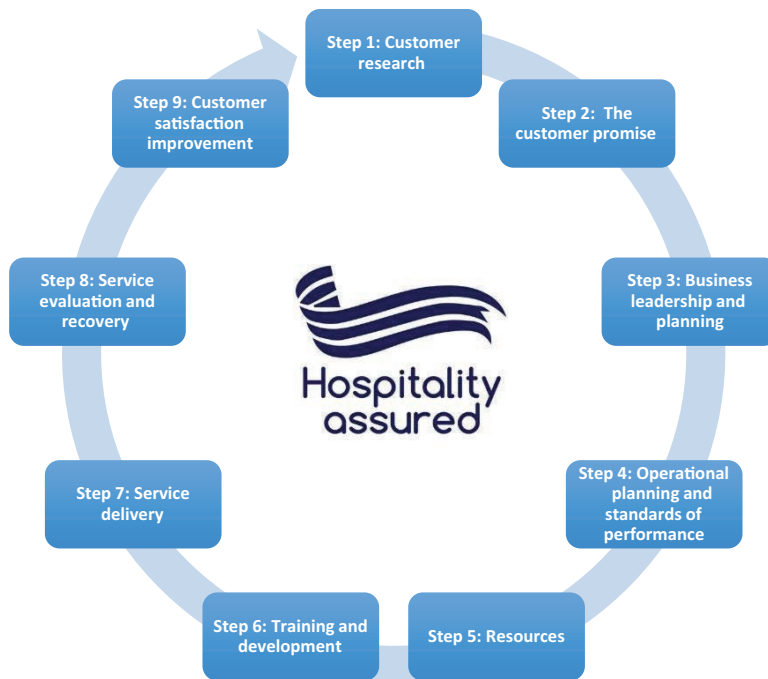 Step 1: Customer
research
Step 2: The
customer promise
Step 3: Business
leadership and
planning
Step 4: Operational
planning and
standards of
performance
Step 5: Resources
Step 6: Training and
development
Step 7: Service
delivery
Step 8: Service
evaluation and
recovery
Step 9: Customer
satisfaction
improvement
Hospitality
assured